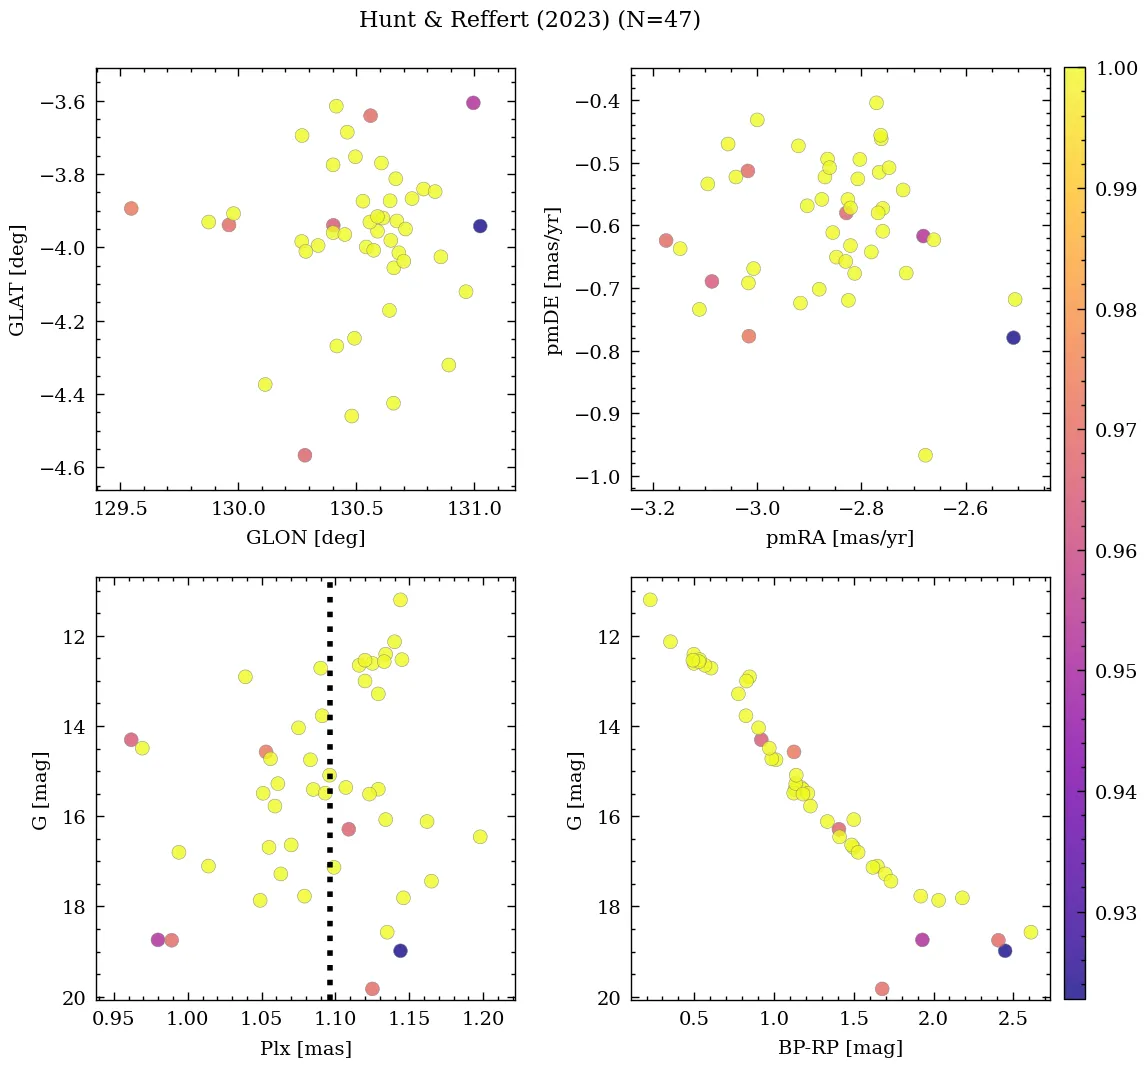 Hunt & Reffert (2023) (N=47)
−3.6
−3.8
−4.0
−4.2
−4.4
−4.6
GLAT [deg]
129.5 130.0 130.5 131.0
GLON [deg]
−0.4
−0.5
−0.6
−0.7
−0.8
−0.9
−1.0
pmDE [mas/yr]
−3.2 −3.0 −2.8 −2.6
pmRA [mas/yr]
12
14
16
18
20
G [mag]
0.95 1.00 1.05 1.10 1.15 1.20
Plx [mas]
12
14
16
18
20
G [mag]
0.5 1.0 1.5 2.0 2.5
BP-RP [mag]
1.00
0.99
0.98
0.97
0.96
0.95
0.94
0.93